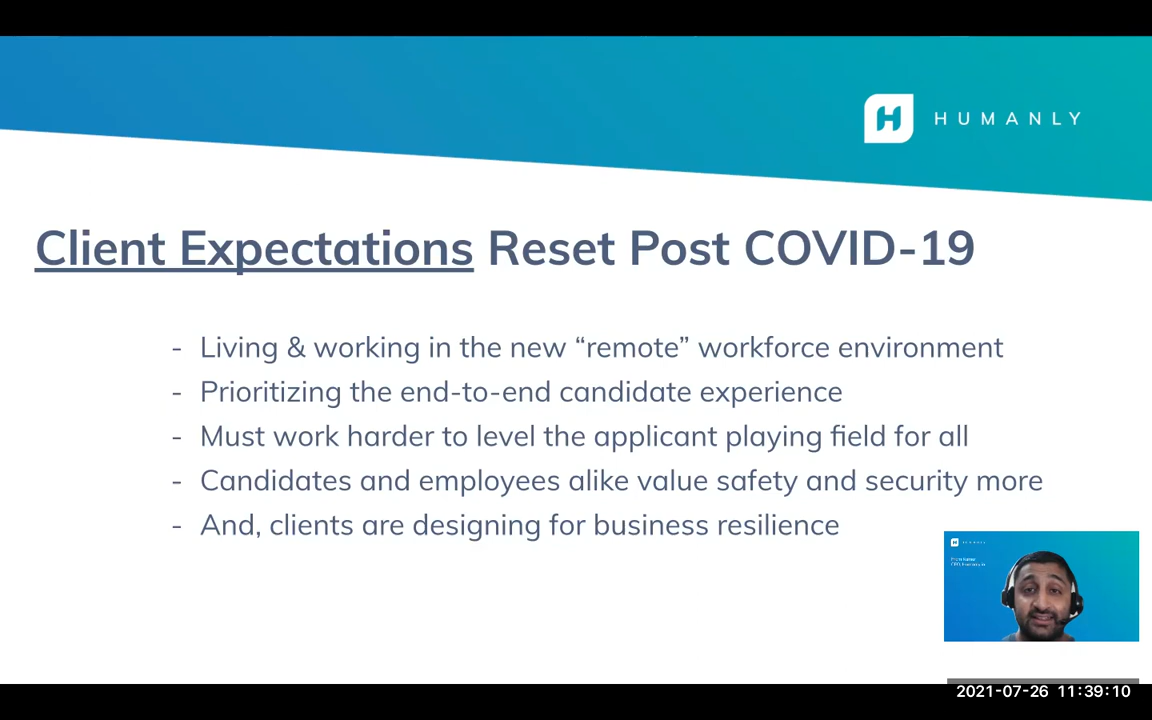 HUMANLY
Client Expectations Reset Post COVID-19
- Living & working in the new “remote” workforce environment
- Prioritizing the end-to-end candidate experience
- Must work harder to level the applicant playing field for all
- Candidates and employees alike value safety and security more
- And, clients are designing for business resilience
2021-07-26 11:39:10